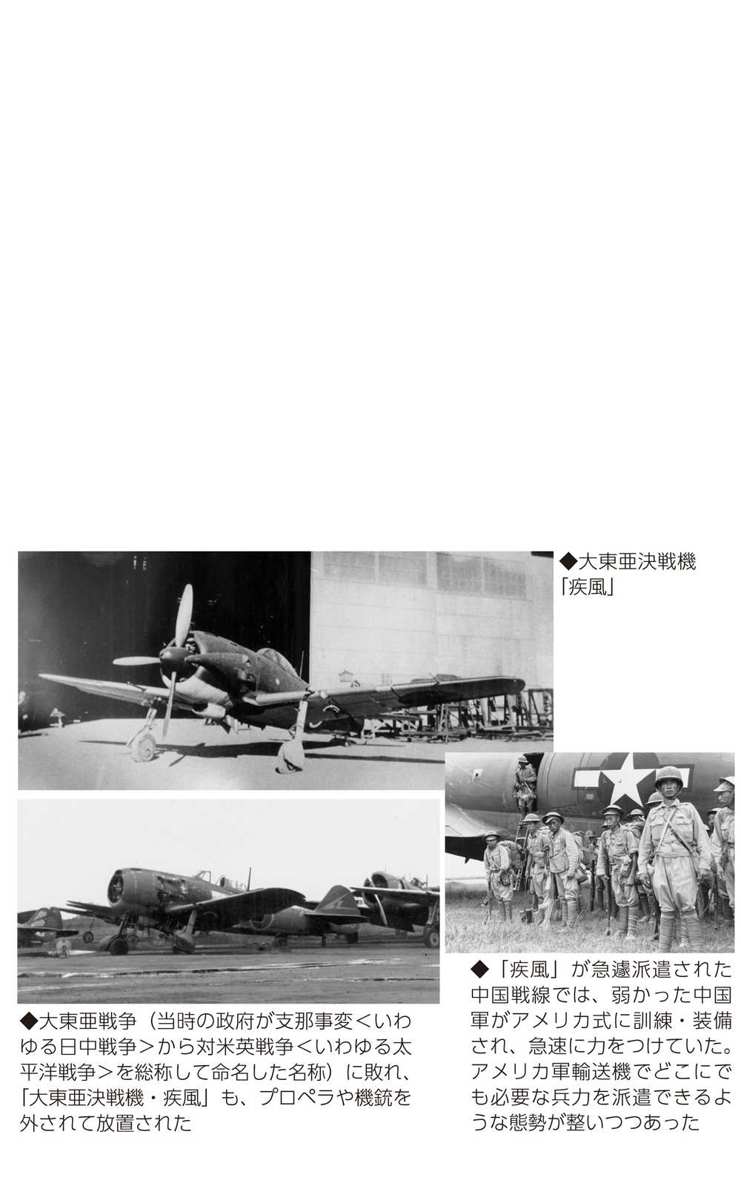 ◆大東亜決戦機
「疾風」
◆大東亜戦争（当時の政府が支那事変＜いわ
ゆる日中戦争＞から対米英戦争＜いわゆる太
平洋戦争＞を総称して命名した名称）に敗れ、
「大東亜決戦機・疾風」も、プロペラや機銃を
外されて放置された
◆「疾風」が急遽派遣された
中国戦線では、弱かった中国
軍がアメリカ式に訓練・装備
され、急速に力をつけていた。
アメリカ軍輸送機でどこにで
も必要な兵力を派遣できるよ
うな態勢が整いつつあった